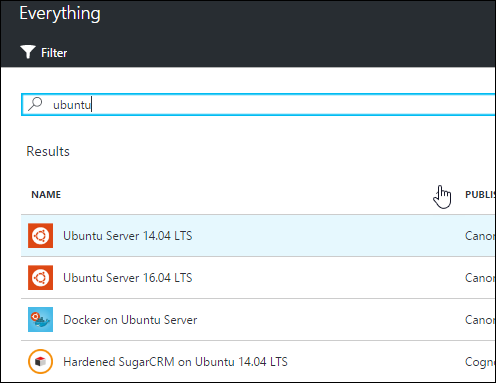 Everything
Filter
ubuntu
Results
NAME PUBLIS
Ubuntu Server 14.04 LTS Canon
Ubuntu Server 16.04 LTS Canon
Docker on Ubuntu Server Canon
Hardened SugarCRM on Ubuntu 14.04 LTS Cogno